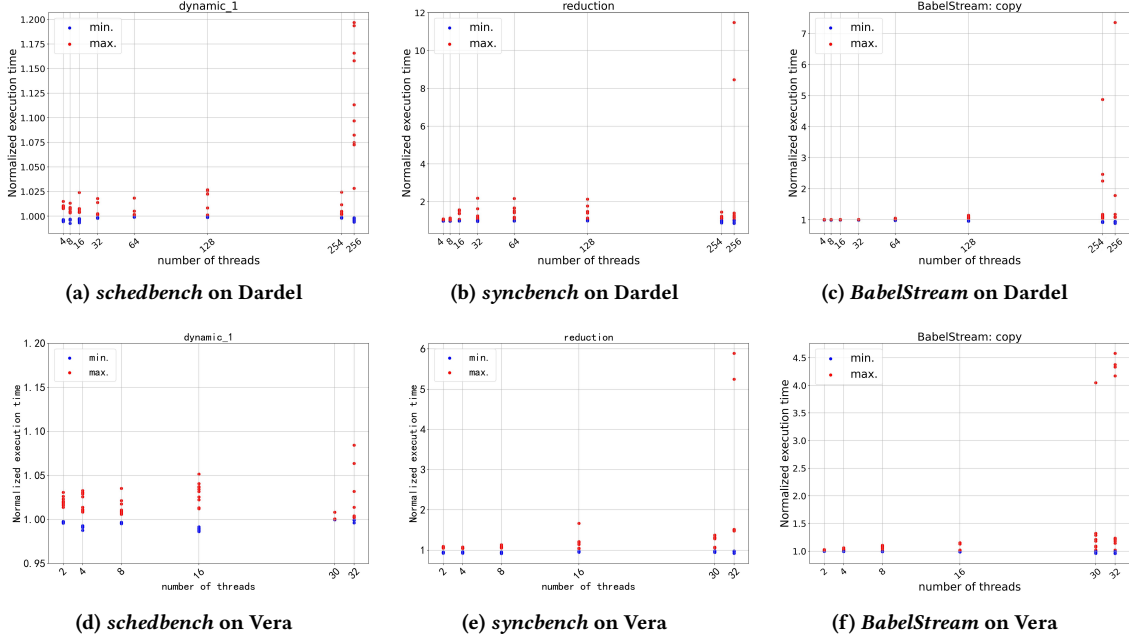 dynamic_1
1.200
1.175
1.150
1.125
1.100
1.075
1.050
1.025
1.000
Normalized execution time
min.
max.
4 8 16 32 64 128 254 256
number of threads
(a) schedbench on Dardel
reduction
12
10
8
6
4
2
Normalized execution time
min.
max.
4 8 16 32 64 128 254 256
number of threads
(b) syncbench on Dardel
BabelStream: copy
7
6
5
4
3
2
1
Normalized execution time
min.
max.
4 8 16 32 64 128 254 256
number of threads
(c) BabelStream on Dardel
dynamic_1
1.20
1.15
1.10
1.05
1.00
0.95
Normalized execution time
min.
max.
2 4 8 16 30 32
number of threads
(d) schedbench on Vera
reduction
6
5
4
3
2
1
Normalized execution time
min.
max.
2 4 8 16 30 32
number of threads
(e) syncbench on Vera
BabelStream: copy
4.5
4.0
3.5
3.0
2.5
2.0
1.5
1.0
Normalized execution time
min.
max.
2 4 8 16 30 32
number of threads
(f) BabelStream on Vera